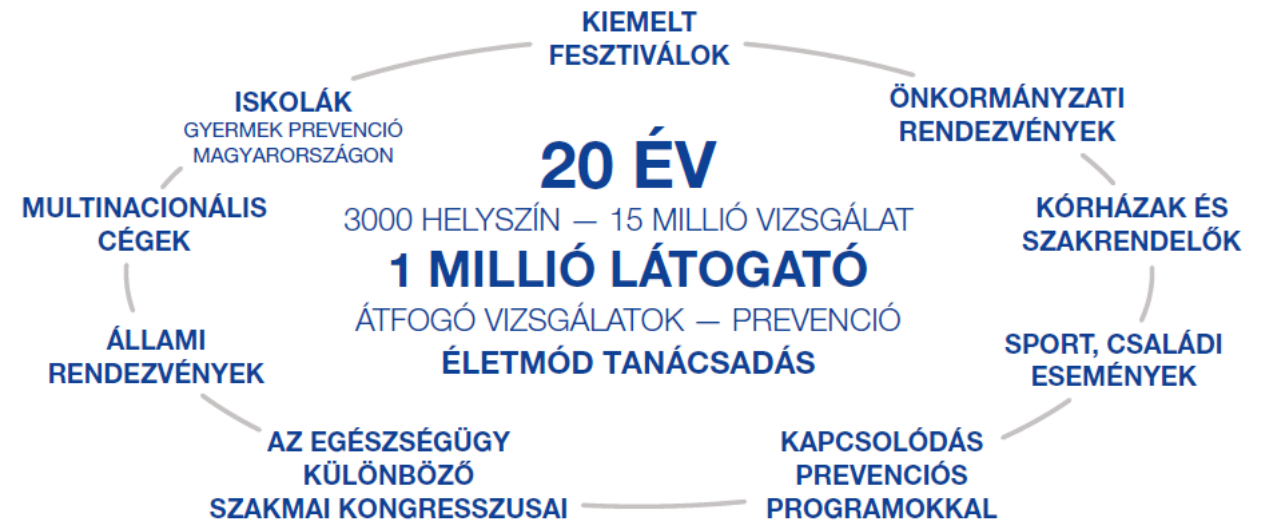 KIEMELT
FESZTIVÁLOK
ÖNKORMÁNYZATI
RENDEZVÉNYEK
KÓRHÁZAK ÉS
SZAKRENDELŐK
SPORT, CSALÁDI
ESEMÉNYEK
KAPCSOLÓDÁS
PREVENCIÓS
PROGRAMOKKAL
AZ EGÉSZSÉGÜGY
KÜLÖNBÖZŐ
SZAKMAI KONGRESSZUSAI
ÁLLAMI
RENDEZVÉNYEK
MULTINACIONÁLIS
CÉGEK
ISKOLÁK
GYERMEK PREVENCIÓ
MAGYARORSZÁGON
20 ÉV
3000 HELYSZÍN — 15 MILLIÓ VIZSGÁLAT
1 MILLIÓ LÁTOGATÓ
ÁTFOGÓ VIZSGÁLATOK — PREVENCIÓ
ÉLETMÓD TANÁCSADÁS